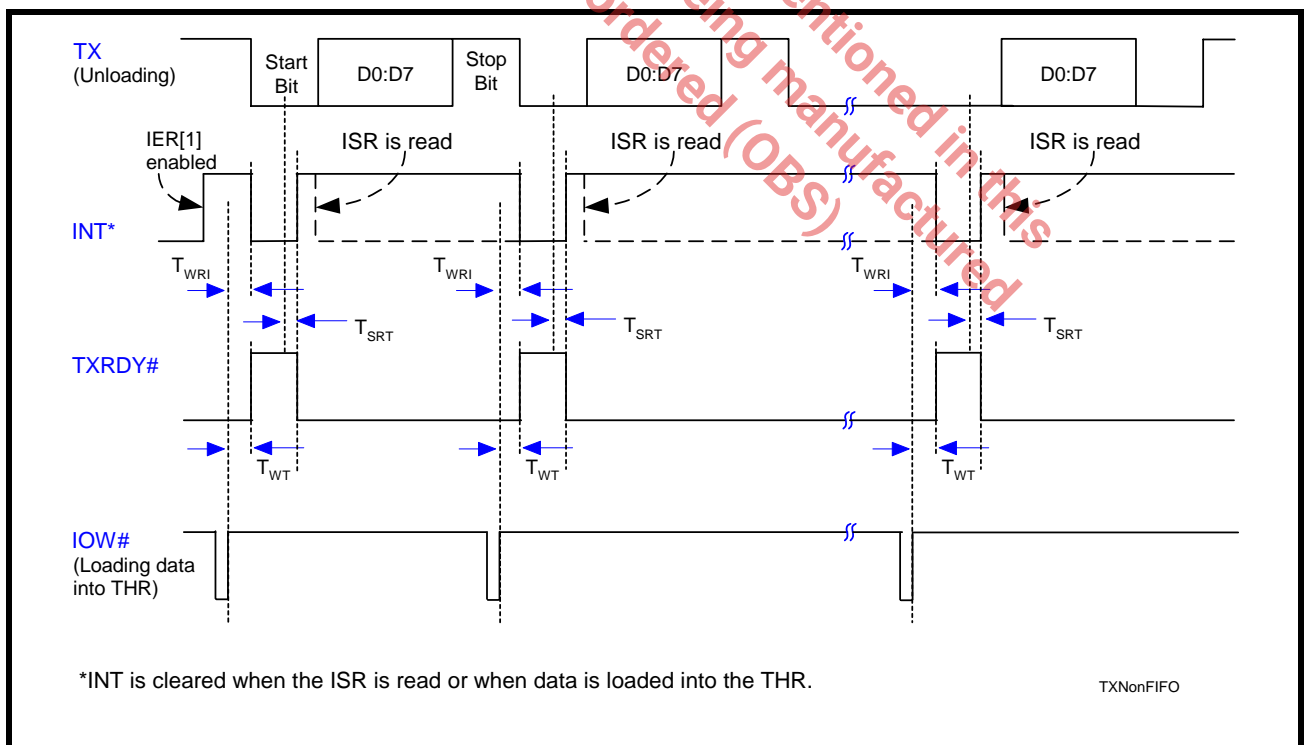 TX
(Unloading)
Start
Bit
D0:D7
Stop
Bit
D0:D7
D0:D7
IER[1]
enabled
ISR is read
ISR is read
ISR is read
INT*
TWRI
TWRI
TWRI
TSRT
TSRT
TSRT
TXRDY#
TWT
TWT
TWT
IOW#
(Loading data
into THR)
*INT is cleared when the ISR is read or when data is loaded into the THR.
TXNonFIFO
mentioned in this
being manufactured
ordered (OBS)